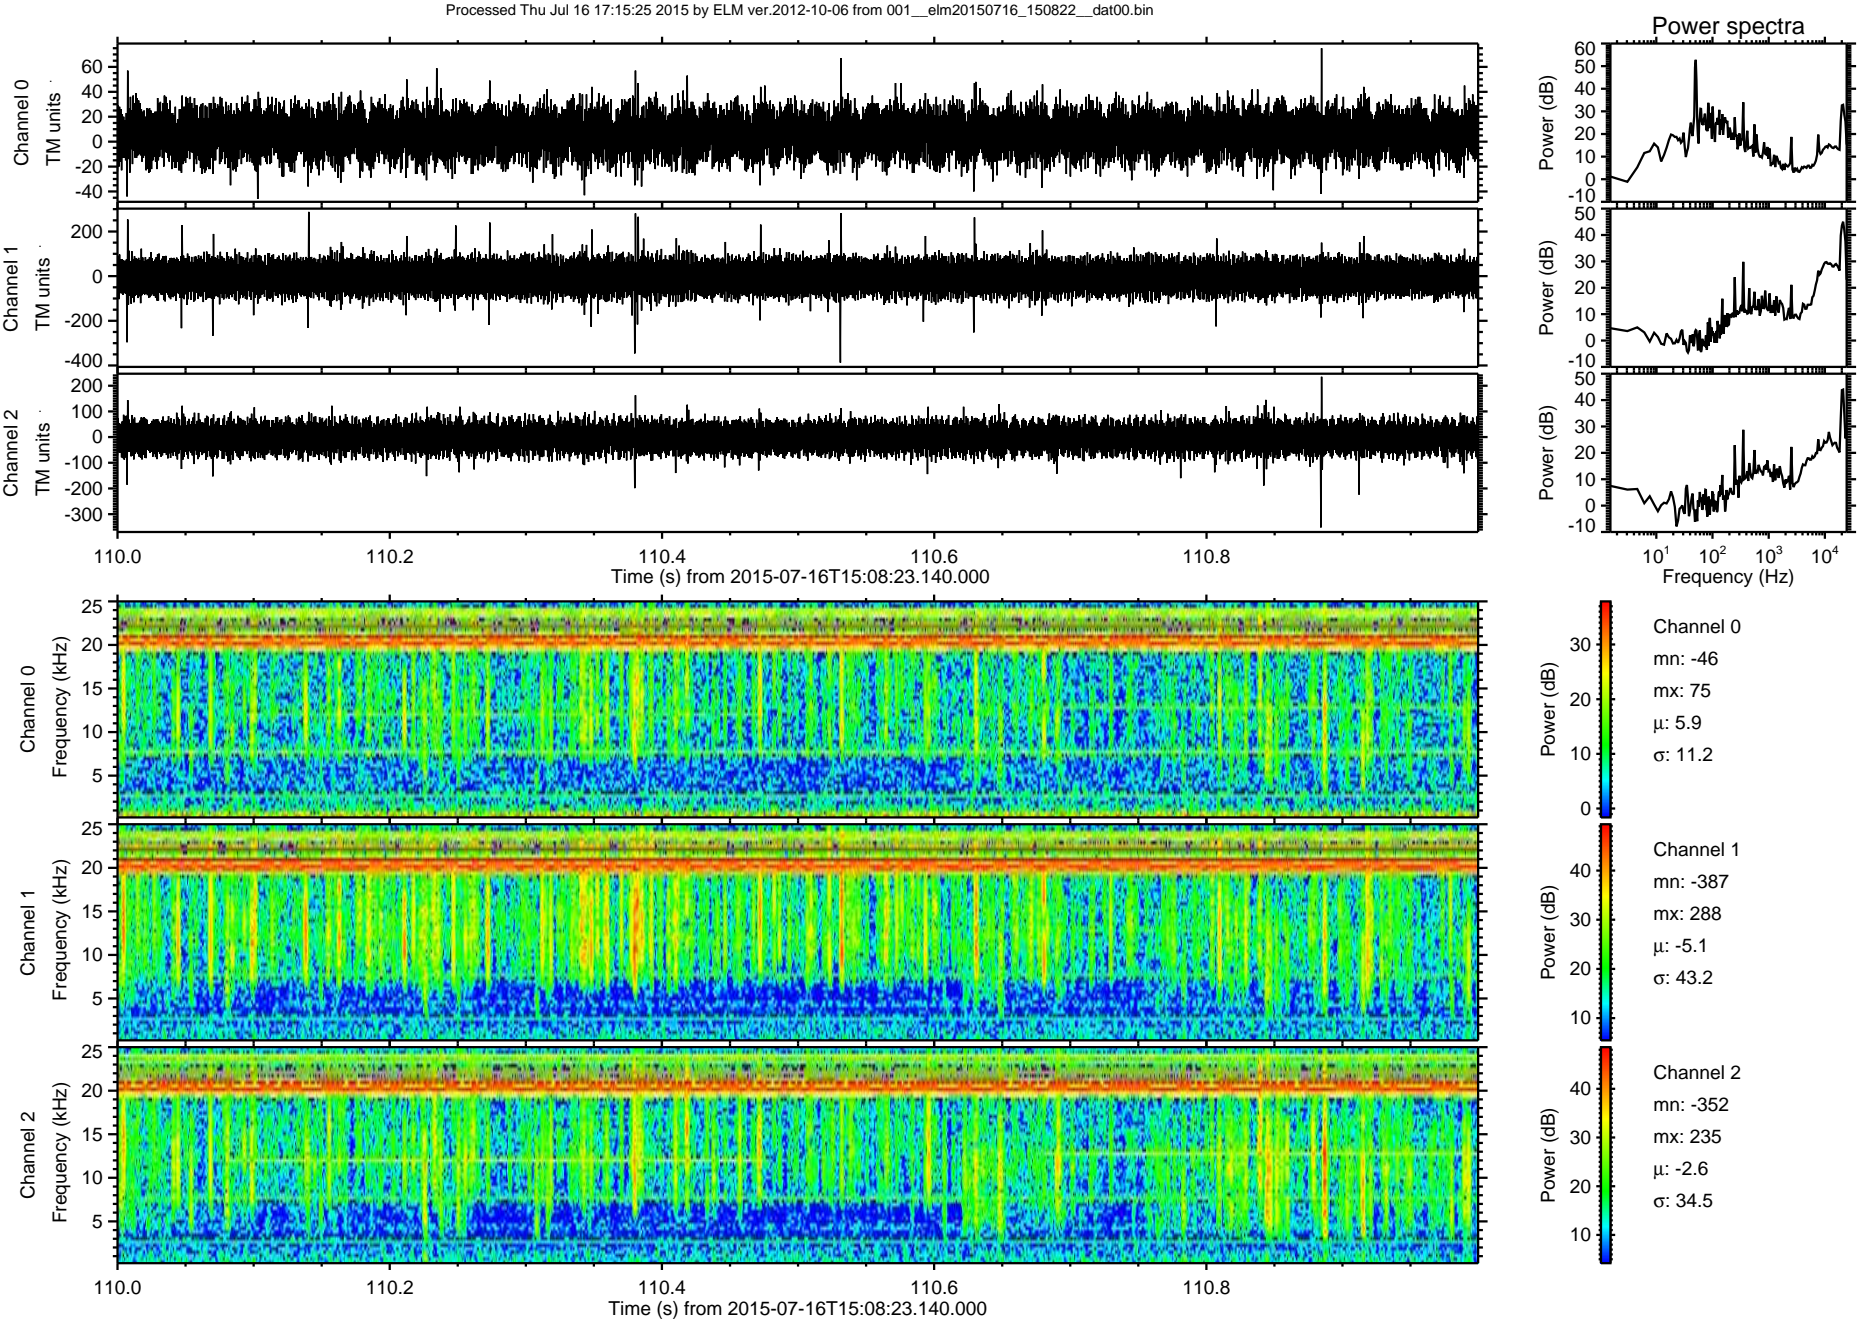 Processed Thu Jul 16 17:15:25 2015 by ELM ver.2012-10-06 from 001__elm20150716_150822__dat00.bin
Power spectra
Channel 0
TM units
60
40
20
0
-20
-40
Power (dB)
60
50
40
30
20
10
0
-10
Channel 1
TM units
200
0
-200
-400
Power (dB)
50
40
30
20
10
0
-10
Channel 2
TM units
200
100
0
-100
-200
-300
Power (dB)
50
40
30
20
10
0
-10
110.0 110.2 110.4 110.6 110.8
Time (s) from 2015-07-16T15:08:23.140.000
10¹ 10² 10³ 10⁴
Frequency (Hz)
Channel 0
Frequency (kHz)
25
20
15
10
5
Power (dB)
30
20
10
0
Channel 0
mn: -46
mx: 75
μ: 5.9
σ: 11.2
Channel 1
Frequency (kHz)
25
20
15
10
5
Power (dB)
40
30
20
10
Channel 1
mn: -387
mx: 288
μ: -5.1
σ: 43.2
Channel 2
Frequency (kHz)
25
20
15
10
5
Power (dB)
40
30
20
10
Channel 2
mn: -352
mx: 235
μ: -2.6
σ: 34.5
110.0 110.2 110.4 110.6 110.8
Time (s) from 2015-07-16T15:08:23.140.000